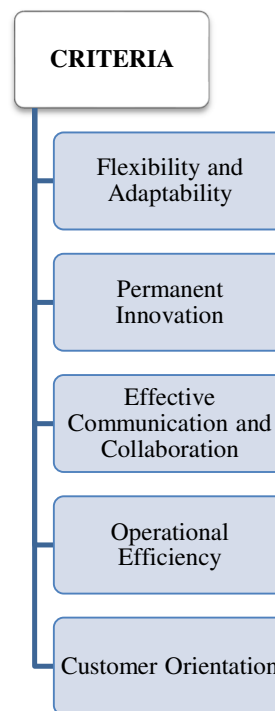 CRITERIA
Flexibility and
Adaptability
Permanent
Innovation
Effective
Communication and
Collaboration
Operational
Efficiency
Customer Orientation